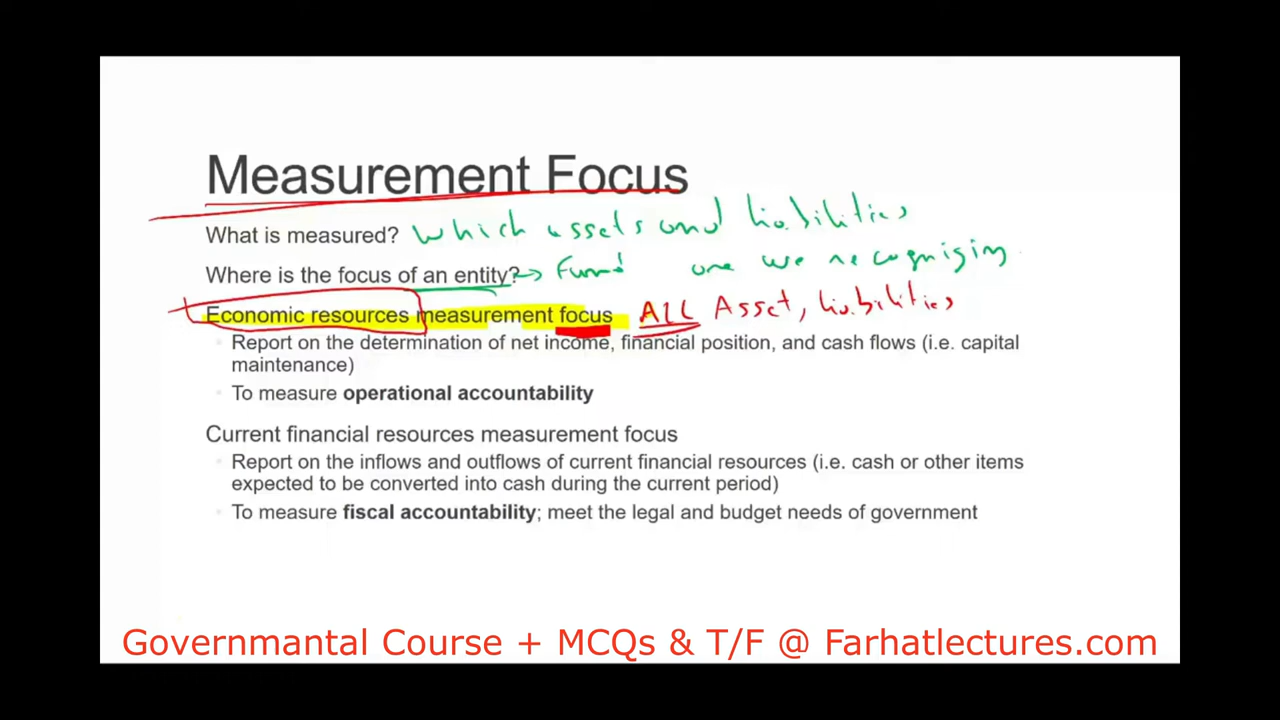 Measurement Focus
What is measured? which assets and liabilities
Where is the focus of an entity? → Fund are we recognizing
Economic resources measurement focus ALL Asset, liabilities
Report on the determination of net income, financial position, and cash flows (i.e. capital
maintenance)
To measure operational accountability
Current financial resources measurement focus
Report on the inflows and outflows of current financial resources (i.e. cash or other items
expected to be converted into cash during the current period)
To measure fiscal accountability; meet the legal and budget needs of government
Governmantal Course + MCQs & T/F @ Farhatlectures.com